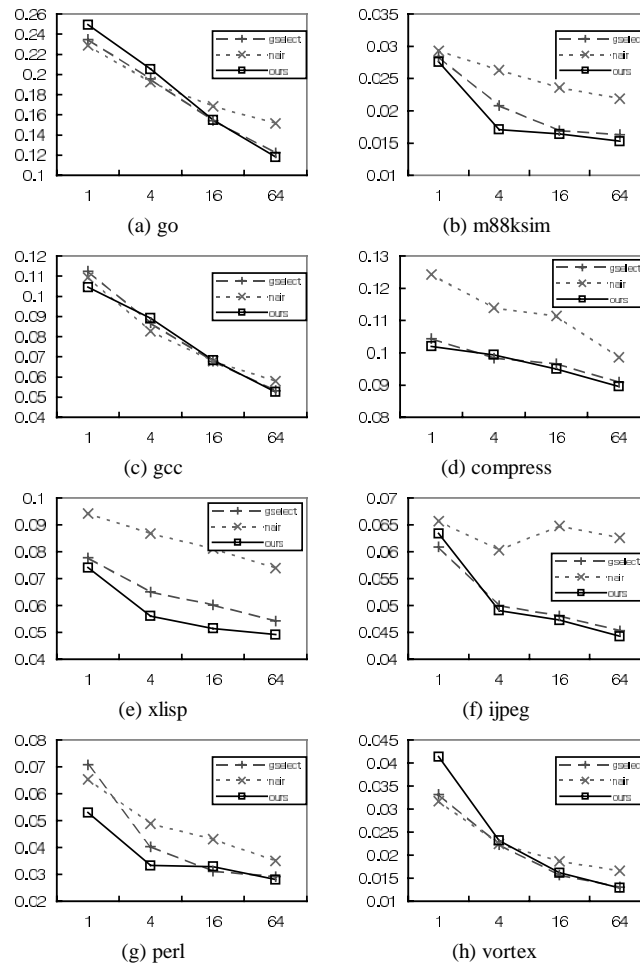 0.26
0.24
0.22
0.2
0.18
0.16
0.14
0.12
0.1
gselect
nair
ours
1 4 16 64
(a) go
0.035
0.03
0.025
0.02
0.015
0.01
gselect
nair
ours
1 4 16 64
(b) m88ksim
0.12
0.11
0.1
0.09
0.08
0.07
0.06
0.05
0.04
gselect
nair
ours
1 4 16 64
(c) gcc
0.13
0.12
0.11
0.1
0.09
0.08
gselect
nair
ours
1 4 16 64
(d) compress
0.1
0.09
0.08
0.07
0.06
0.05
0.04
gselect
nair
ours
1 4 16 64
(e) xlisp
0.07
0.065
0.06
0.055
0.05
0.045
0.04
gselect
nair
ours
1 4 16 64
(f) ijpeg
0.08
0.07
0.06
0.05
0.04
0.03
0.02
gselect
nair
ours
1 4 16 64
(g) perl
0.045
0.04
0.035
0.03
0.025
0.02
0.015
0.01
gselect
nair
ours
1 4 16 64
(h) vortex